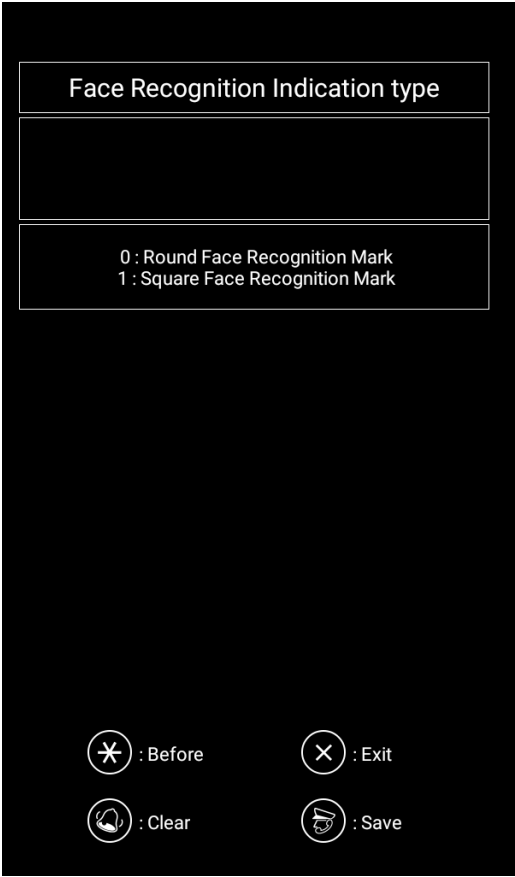 Face Recognition Indication type
0 : Round Face Recognition Mark
1 : Square Face Recognition Mark
: Before
: Exit
: Clear
: Save